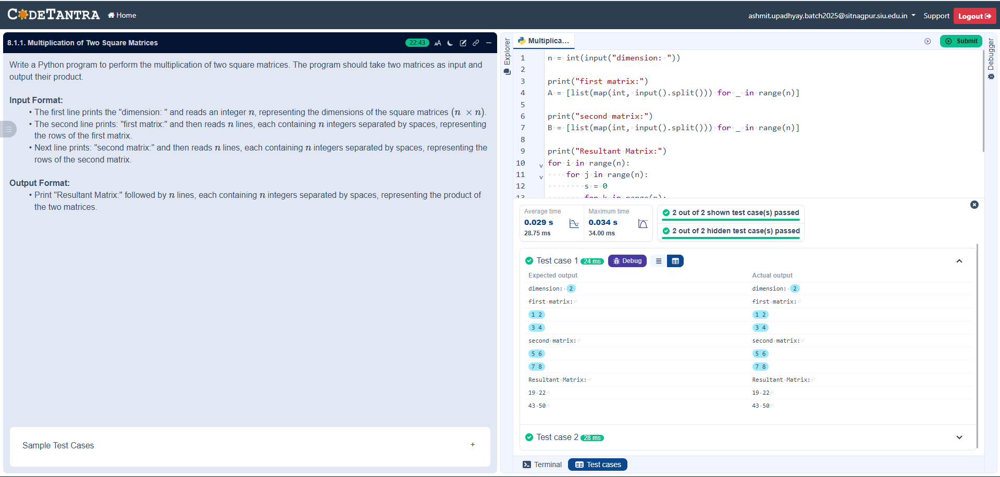 CODETANTRA Home
ashmit.upadhyay.batch2025@sitnagpur.siu.edu.in Support Logout
8.1.1. Multiplication of Two Square Matrices 22:43 AA
Write a Python program to perform the multiplication of two square matrices. The program should take two matrices as input and
output their product.
Input Format:
• The first line prints the "dimension: " and reads an integer n, representing the dimensions of the square matrices (n × n).
• The second line prints: "first matrix:" and then reads n lines, each containing n integers separated by spaces, representing
the rows of the first matrix.
• Next line prints: "second matrix:" and then reads n lines, each containing n integers separated by spaces, representing the
rows of the second matrix.
Output Format:
• Print "Resultant Matrix:" followed by n lines, each containing n integers separated by spaces, representing the product of
the two matrices.
Sample Test Cases +
Explorer
Multiplica...
Submit
Debugger
1 n = int(input("dimension: "))
2
3 print("first matrix:")
4 A = [list(map(int, input().split())) for _ in range(n)]
5
6 print("second matrix:")
7 B = [list(map(int, input().split())) for _ in range(n)]
8
9 print("Resultant Matrix:")
10 for i in range(n):
11 for j in range(n):
12 s = 0
13 for k in range(n):
Average time
0.029 s
28.75 ms
Maximum time
0.034 s
34.00 ms
2 out of 2 shown test case(s) passed
2 out of 2 hidden test case(s) passed
Test case 1 24 ms Debug
Expected output Actual output
dimension: 2 dimension: 2
first matrix: first matrix:
1 2 1 2
3 4 3 4
second matrix: second matrix:
5 6 5 6
7 8 7 8
Resultant Matrix: Resultant Matrix:
19 22 19 22
43 50 43 50
Test case 2 28 ms
Terminal Test cases